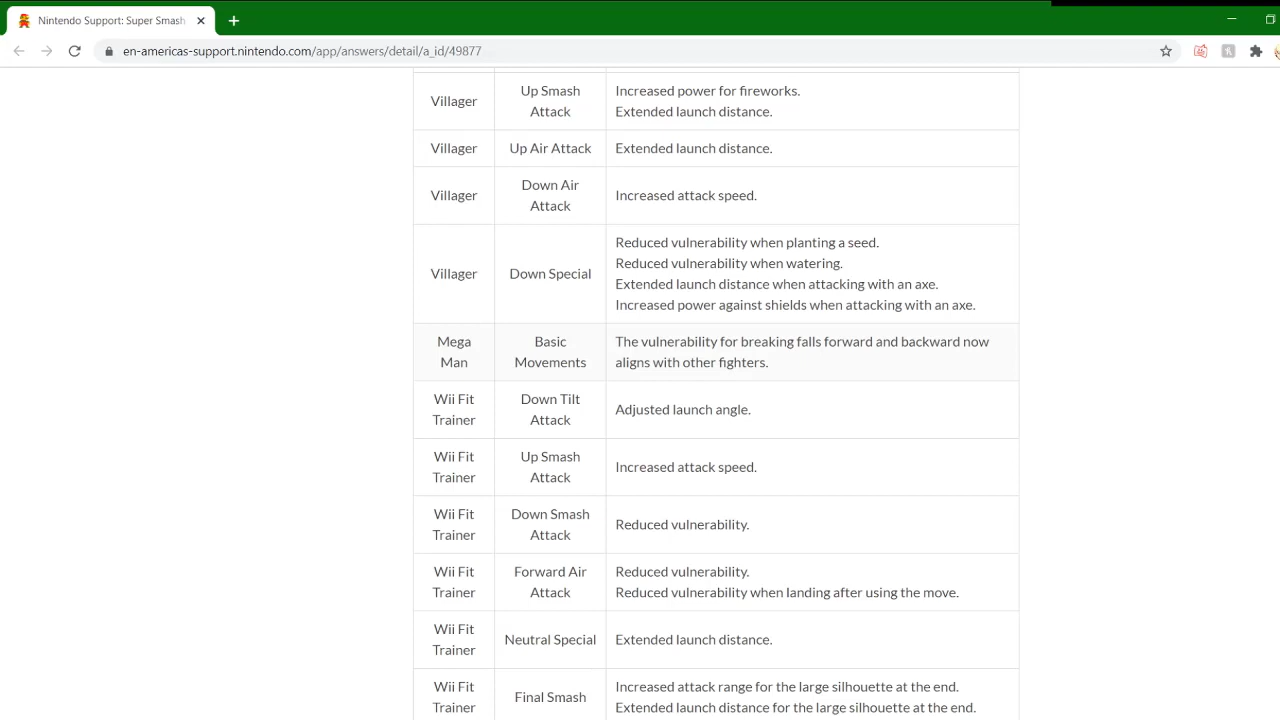 Nintendo Support: Super Smash
en-americas-support.nintendo.com/app/answers/detail/a_id/49877
Villager
Up Smash
Attack
Increased power for fireworks.
Extended launch distance.
Villager
Up Air Attack
Extended launch distance.
Villager
Down Air
Attack
Increased attack speed.
Villager
Down Special
Reduced vulnerability when planting a seed.
Reduced vulnerability when watering.
Extended launch distance when attacking with an axe.
Increased power against shields when attacking with an axe.
Mega
Man
Basic
Movements
The vulnerability for breaking falls forward and backward now
aligns with other fighters.
Wii Fit
Trainer
Down Tilt
Attack
Adjusted launch angle.
Wii Fit
Trainer
Up Smash
Attack
Increased attack speed.
Wii Fit
Trainer
Down Smash
Attack
Reduced vulnerability.
Wii Fit
Trainer
Forward Air
Attack
Reduced vulnerability.
Reduced vulnerability when landing after using the move.
Wii Fit
Trainer
Neutral Special
Extended launch distance.
Wii Fit
Trainer
Final Smash
Increased attack range for the large silhouette at the end.
Extended launch distance for the large silhouette at the end.